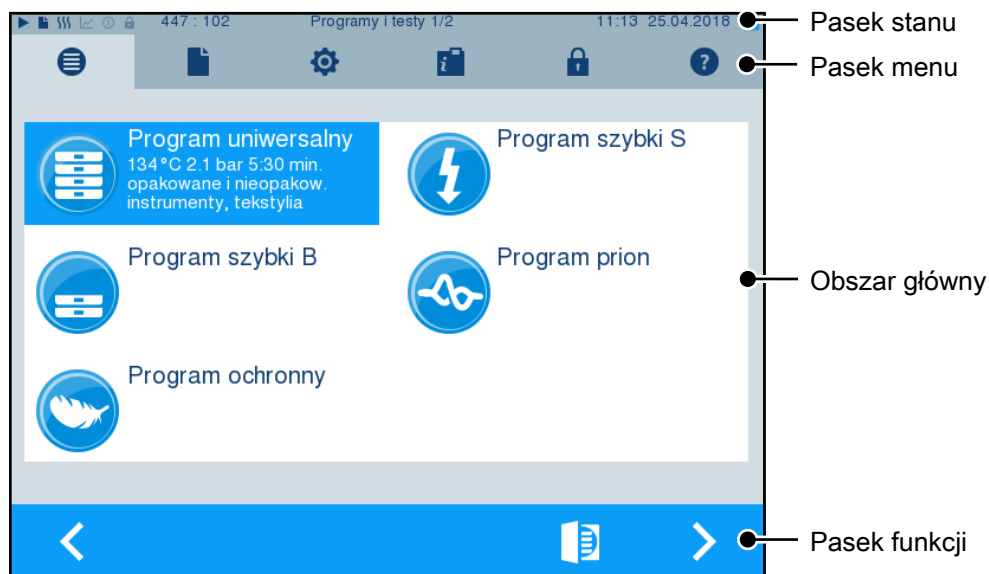 447 : 102 Programy i testy 1/2 11:13 25.04.2018
Pasek stanu
Pasek menu
Program uniwersalny
134°C 2.1 bar 5:30 min.
opakowane i nieopakow.
instrumenty, tekstylia
Program szybki S
Program szybki B
Program prion
Obszar główny
Program ochronny
Pasek funkcji